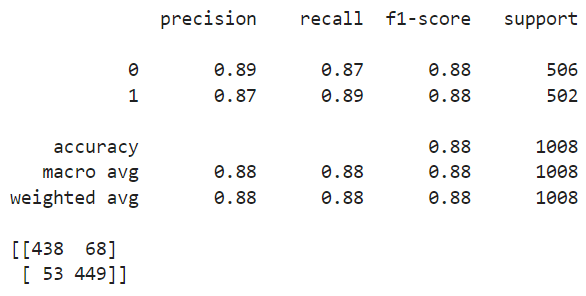 precision recall f1-score support
0 0.89 0.87 0.88 506
1 0.87 0.89 0.88 502
accuracy 0.88 1008
macro avg 0.88 0.88 0.88 1008
weighted avg 0.88 0.88 0.88 1008
[[438 68]
[ 53 449]]